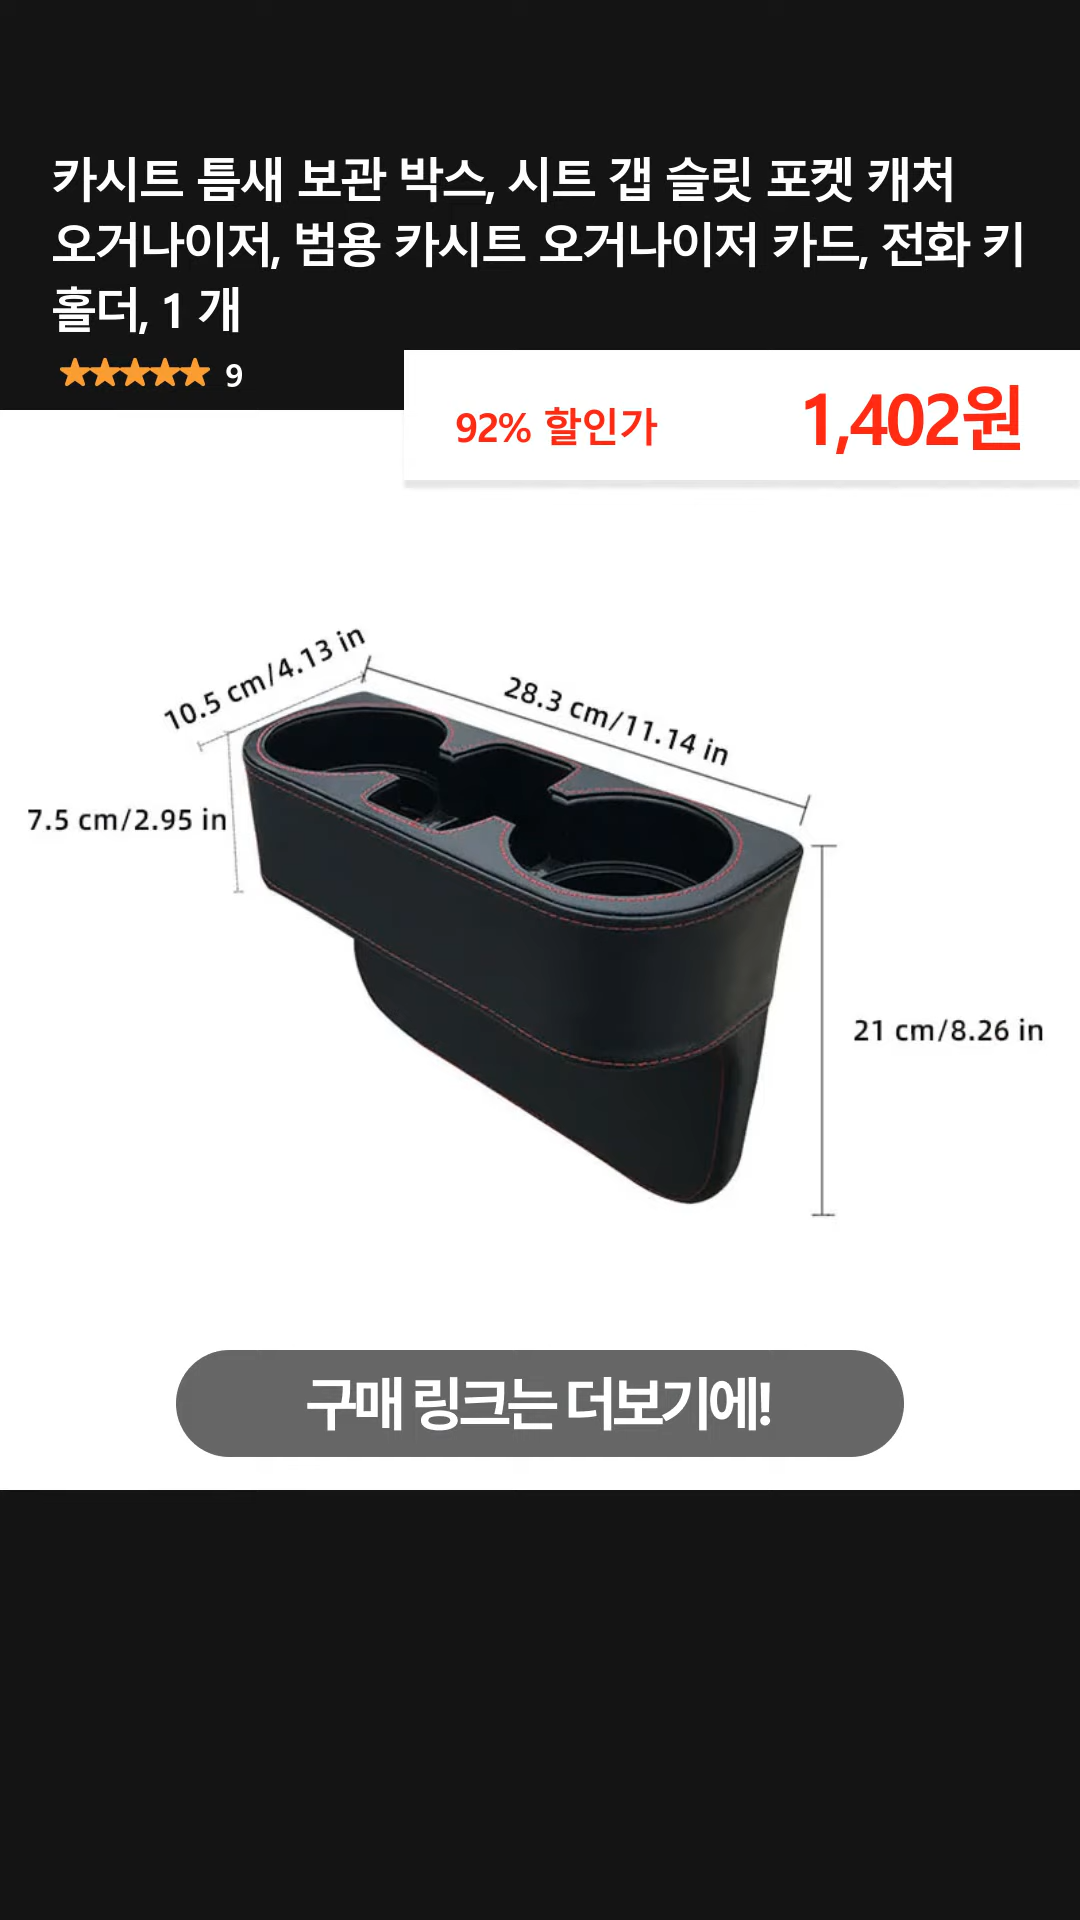 카시트 틈새 보관 박스, 시트 갭 슬릿 포켓 캐처
오거나이저, 범용 카시트 오거나이저 카드, 전화 키
홀더, 1 개
★★★★★ 9
92% 할인가 1,402원
10.5 cm/4.13 in
28.3 cm/11.14 in
7.5 cm/2.95 in
21 cm/8.26 in
구매 링크는 더보기에!